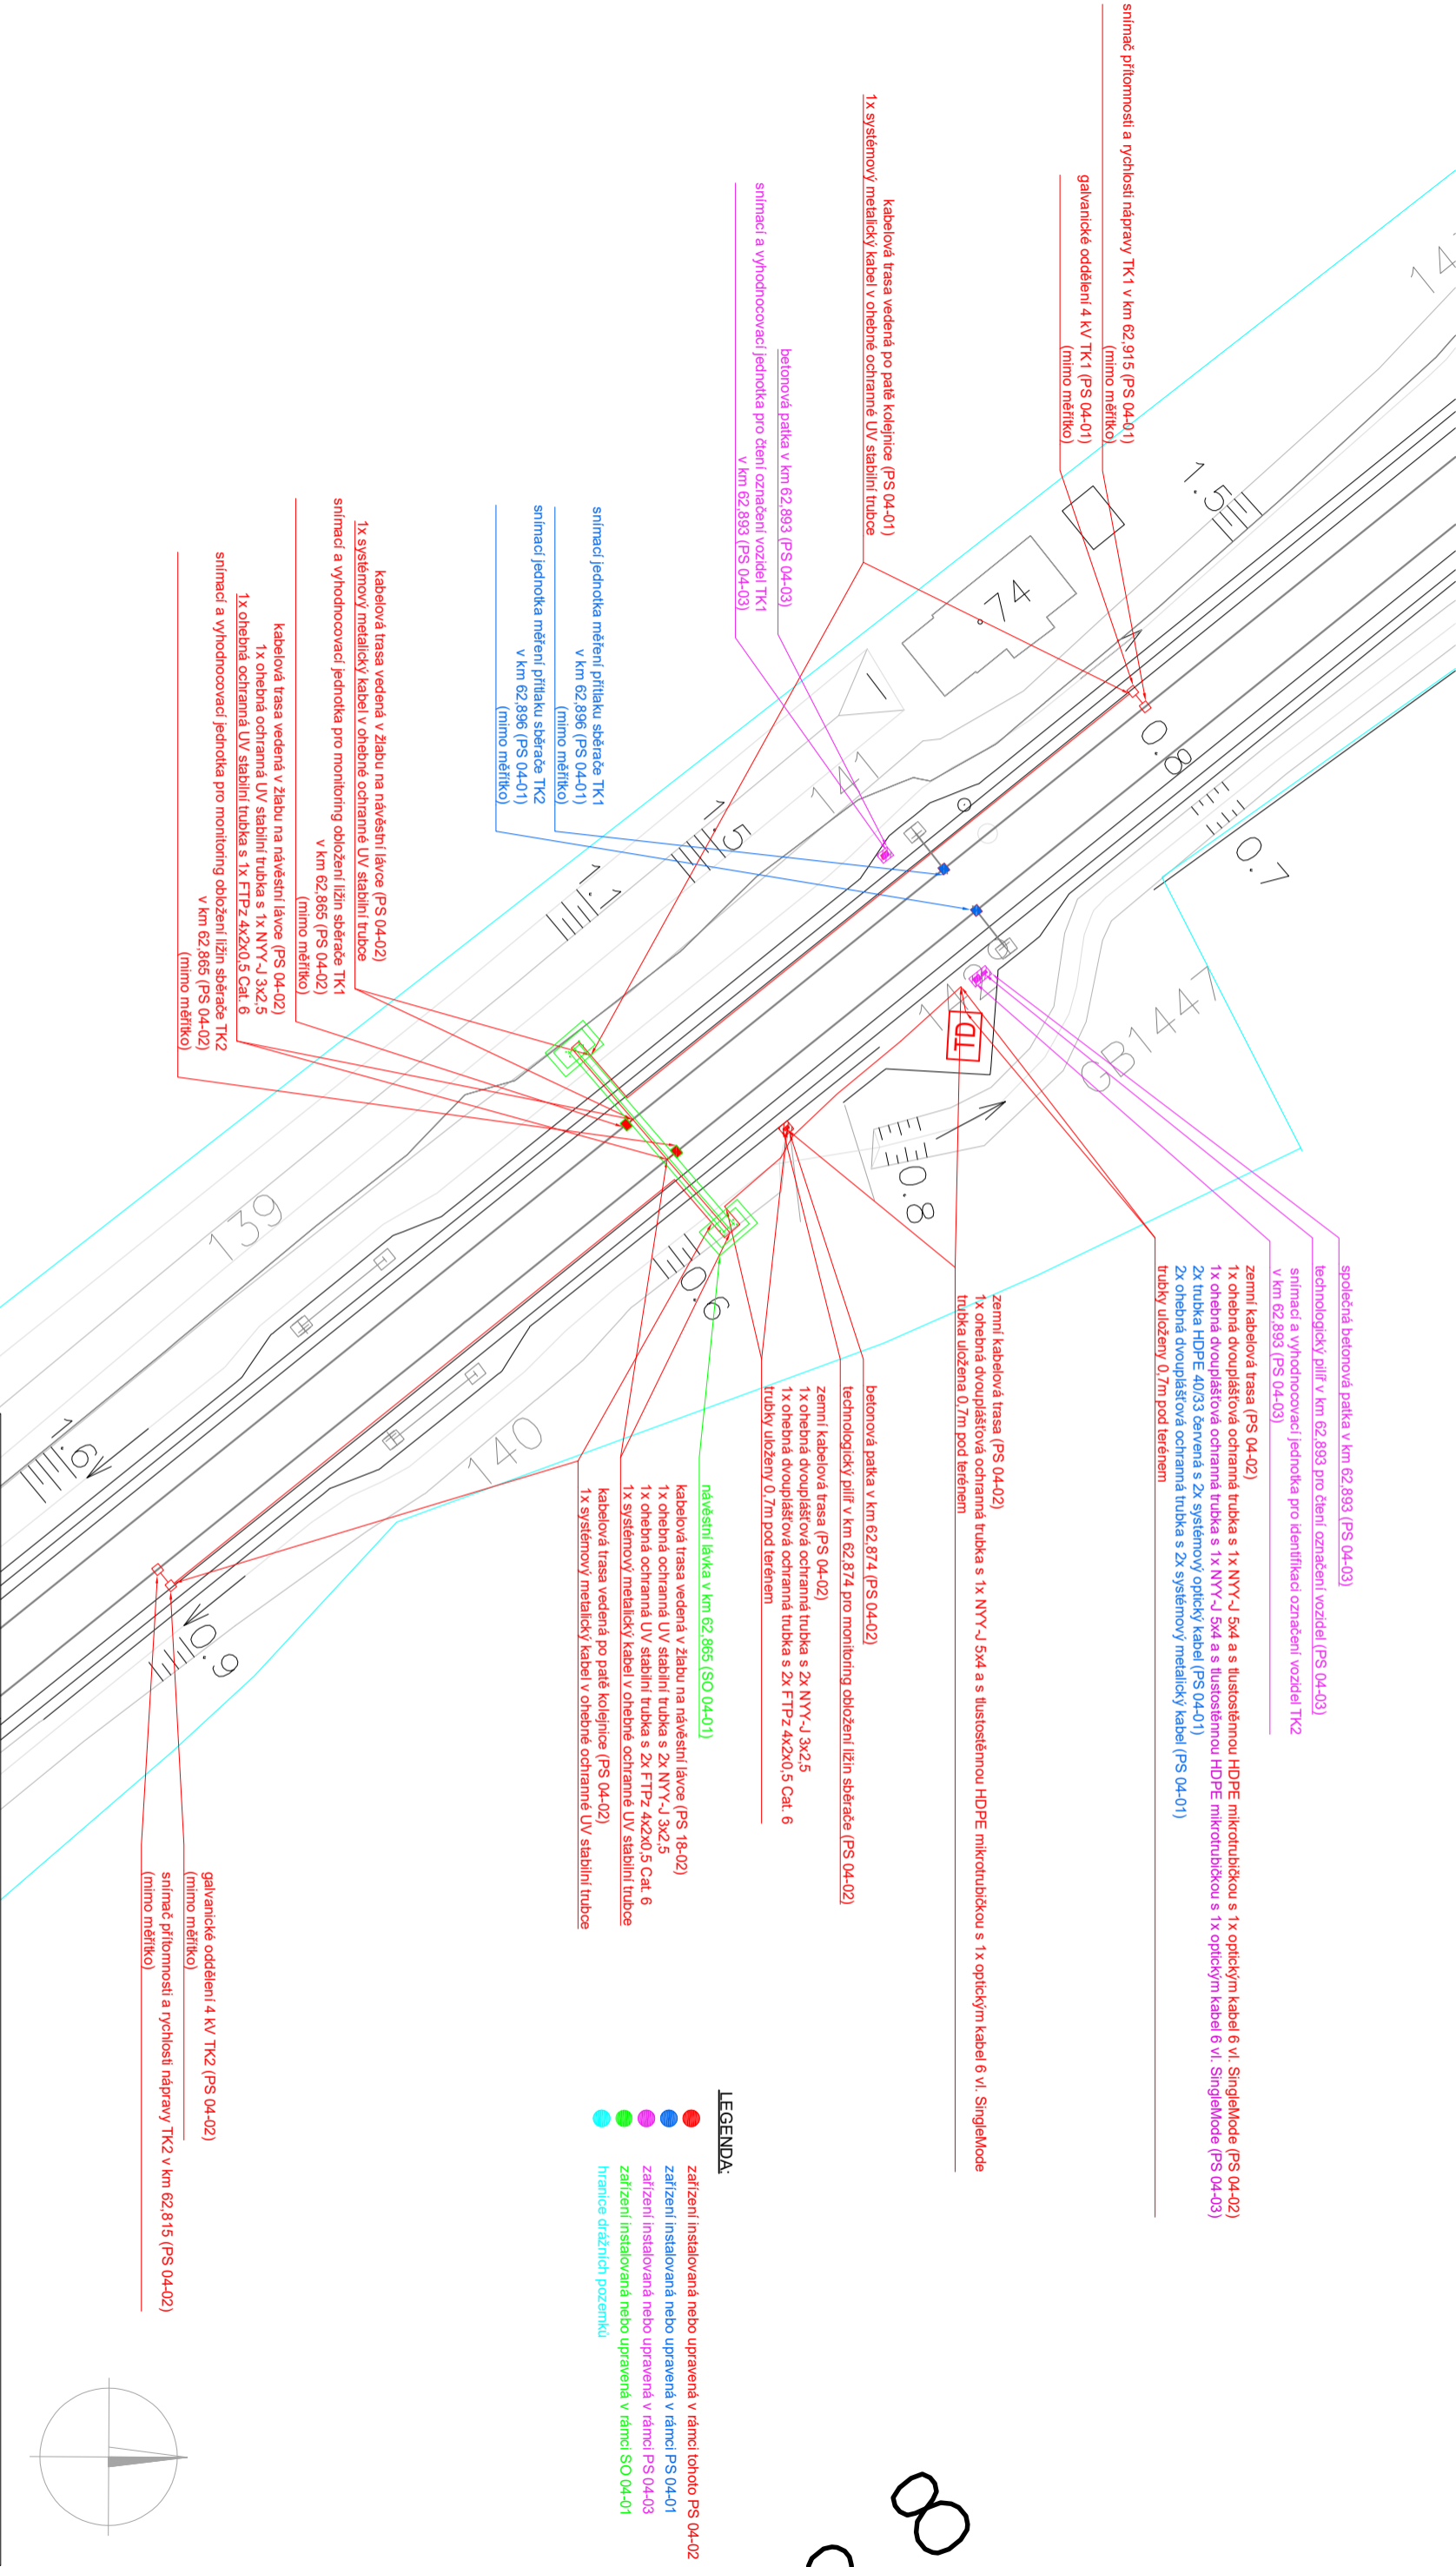 snímač přítomnosti a rychlosti nápravy TK1 v km 62,915 (PS 04-01)
(mimo měřítko)
galvanické oddělení 4 kV TK1 (PS 04-01)
(mimo měřítko)
kabelová trasa vedená po patě kolejnice (PS 04-01)
1x systémový metalický kabel v ohebné ochranné UV stabilní trubce
betonová patka v km 62,893 (PS 04-03)
snímací a vyhodnocovací jednotka pro čtení označení vozidel TK1
v km 62,893 (PS 04-03)
snímací jednotka měření přítlaku sběrače TK1
v km 62,896 (PS 04-01)
(mimo měřítko)
snímací jednotka měření přítlaku sběrače TK2
v km 62,896 (PS 04-01)
(mimo měřítko)
kabelová trasa vedená v žlabu na návěstní lávce (PS 04-02)
1x systémový metalický kabel v ohebné ochranné UV stabilní trubce
snímací a vyhodnocovací jednotka pro monitoring obložení ližin sběrače TK1
v km 62,865 (PS 04-02)
(mimo měřítko)
kabelová trasa vedená v žlabu na návěstní lávce (PS 04-02)
1x ohebná ochranná UV stabilní trubka s 1x NYY-J 3x2,5
1x ohebná ochranná UV stabilní trubka s 1x FTPz 4x2x0,5 Cat. 6
snímací a vyhodnocovací jednotka pro monitoring obložení ližin sběrače TK2
v km 62,865 (PS 04-02)
(mimo měřítko)
1.5
.74
0.8
0.7
141
1.5
1.1
GB1447
TD
0.8
139
0.6
140
1.6
0.9
společná betonová patka v km 62,893 (PS 04-03)
technologický pilíř v km 62,893 pro čtení označení vozidel (PS 04-03)
snímací a vyhodnocovací jednotka pro identifikaci označení vozidel TK2
v km 62,893 (PS 04-03)
zemní kabelová trasa (PS 04-02)
1x ohebná dvouplášťová ochranná trubka s 1x NYY-J 5x4 a s tlustostěnnou HDPE mikrotrubičkou s 1x optickým kabel 6 vl. SingleMode (PS 04-02)
1x ohebná dvouplášťová ochranná trubka s 1x NYY-J 5x4 a s tlustostěnnou HDPE mikrotrubičkou s 1x optickým kabel 6 vl. SingleMode (PS 04-03)
2x trubka HDPE 40/33 červená s 2x systémový optický kabel (PS 04-01)
2x ohebná dvouplášťová ochranná trubka s 2x systémový metalický kabel (PS 04-01)
trubky uloženy 0,7m pod terénem
zemní kabelová trasa (PS 04-02)
1x ohebná dvouplášťová ochranná trubka s 1x NYY-J 5x4 a s tlustostěnnou HDPE mikrotrubičkou s 1x optickým kabel 6 vl. SingleMode
trubka uložena 0,7m pod terénem
betonová patka v km 62,874 (PS 04-02)
technologický pilíř v km 62,874 pro monitoring obložení ližin sběrače (PS 04-02)
zemní kabelová trasa (PS 04-02)
1x ohebná dvouplášťová ochranná trubka s 2x NYY-J 3x2,5
1x ohebná dvouplášťová ochranná trubka s 2x FTPz 4x2x0,5 Cat. 6
trubky uloženy 0,7m pod terénem
návěstní lávka v km 62,865 (SO 04-01)
kabelová trasa vedená v žlabu na návěstní lávce (PS 18-02)
1x ohebná ochranná UV stabilní trubka s 2x NYY-J 3x2,5
1x ohebná ochranná UV stabilní trubka s 2x FTPz 4x2x0,5 Cat. 6
1x systémový metalický kabel v ohebné ochranné UV stabilní trubce
kabelová trasa vedená po patě kolejnice (PS 04-02)
1x systémový metalický kabel v ohebné ochranné UV stabilní trubce
galvanické oddělení 4 kV TK2 (PS 04-02)
(mimo měřítko)
snímač přítomnosti a rychlosti nápravy TK2 v km 62,815 (PS 04-02)
(mimo měřítko)
LEGENDA:
zařízení instalovaná nebo upravená v rámci tohoto PS 04-02
zařízení instalovaná nebo upravená v rámci PS 04-01
zařízení instalovaná nebo upravená v rámci PS 04-03
zařízení instalovaná nebo upravená v rámci SO 04-01
hranice drážních pozemků
8